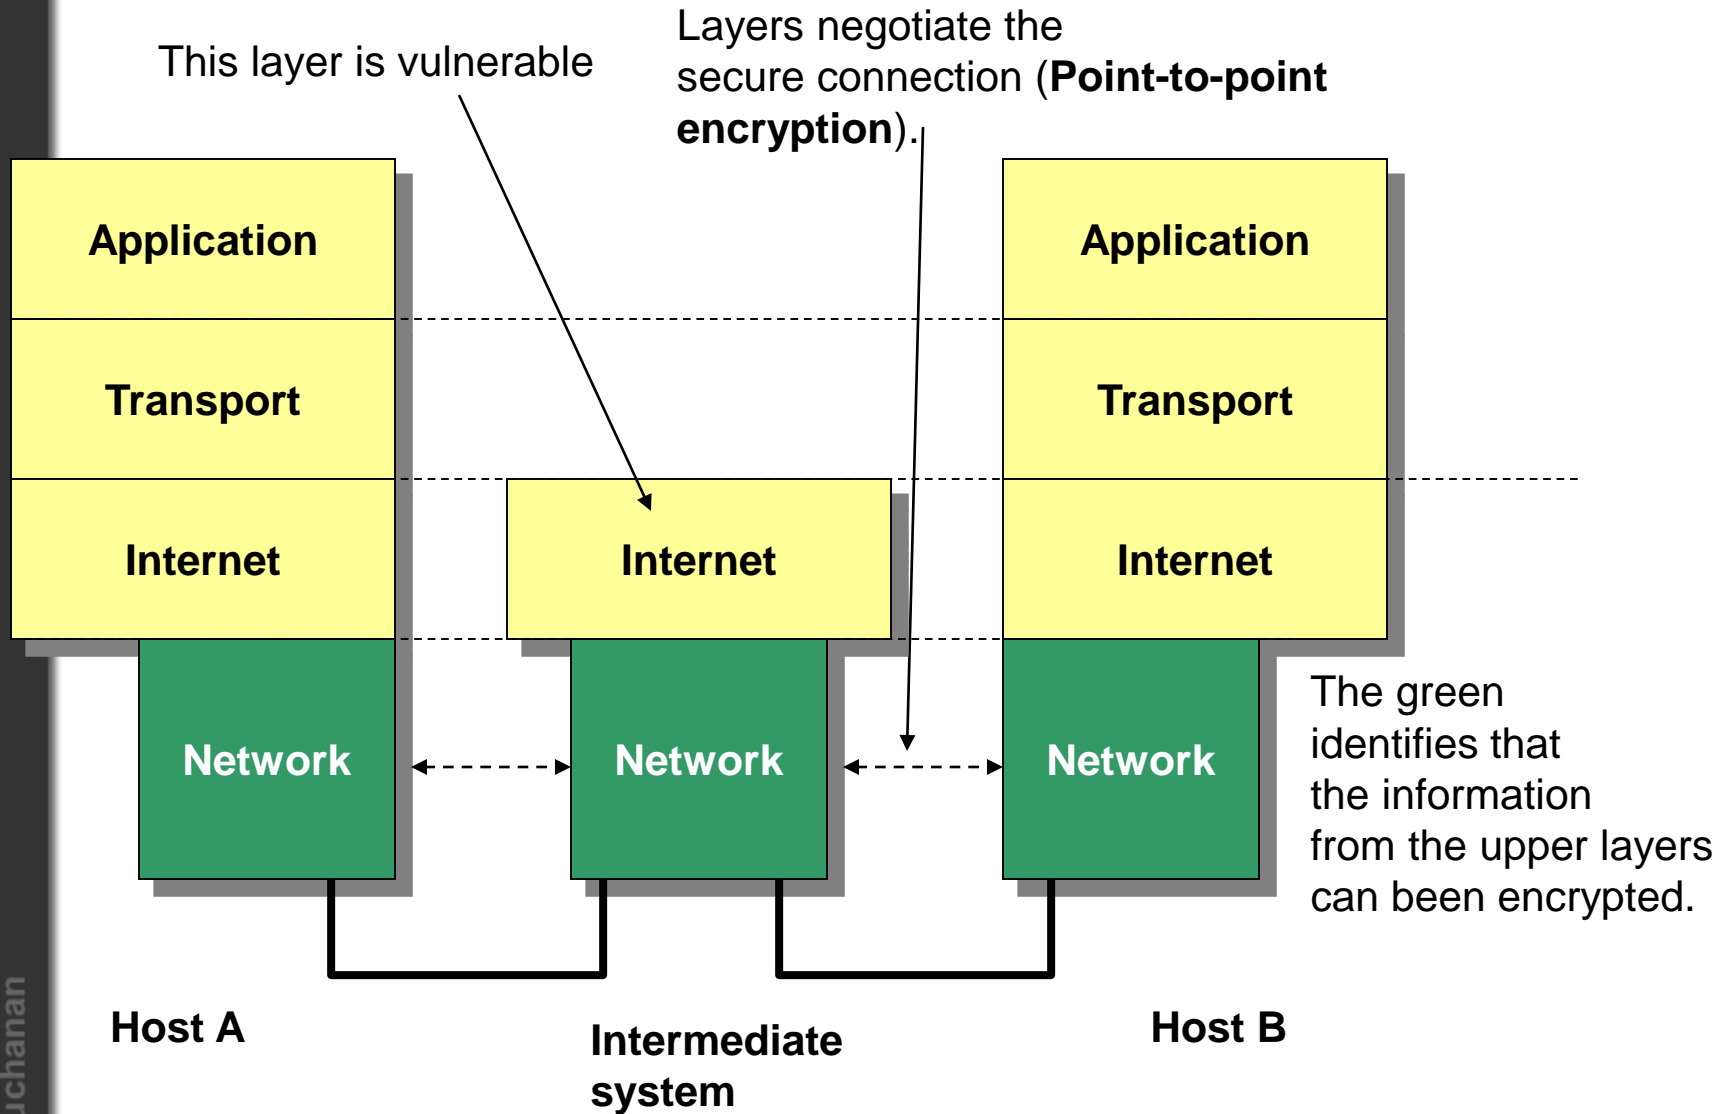 This layer is vulnerable
Layers negotiate the
secure connection (Point-to-point
encryption).
Application
Application
Transport
Transport
Internet
Internet
Internet
Network
Network
Network
The green
identifies that
the information
from the upper layers
can been encrypted.
Host A
Intermediate
system
Host B